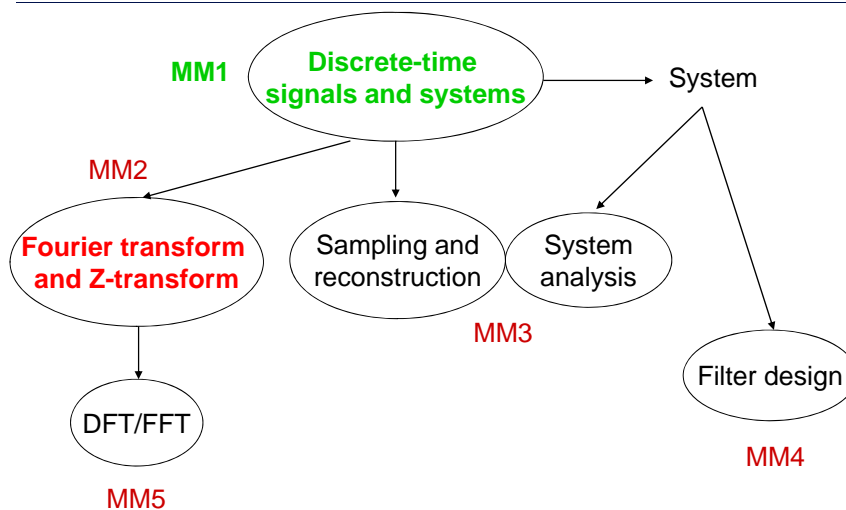 MM1
Discrete-time
signals and systems
System
MM2
Fourier transform
and Z-transform
Sampling and
reconstruction
System
analysis
MM3
Filter design
DFT/FFT
MM4
MM5